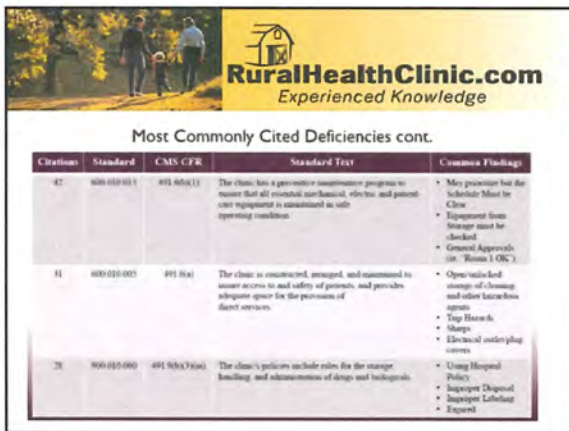 RuralHealthClinic.com
Experienced Knowledge
Most Commonly Cited Deficiencies cont.
Citations Standard CMS CFR Standard Text Common Findings
The clinic has a preventive maintenance program to
ensure that all essential mechanical, electric and patient
care equipment is maintained in safe
operating condition
• May prioritize but the
Schedule Must be
Clear
• Equipment from
Storage must be
checked
• General Approvals
"Room 1 OK"
31 600.010.005 491.6(a)
The clinic is constructed, arranged, and maintained to
access to and safety of patients, and provides
adequate space for the provision of
direct services.
• Open/unlocked
storage of cleaning
and other hazardous
agents
• Trip Hazards
• Sharps
• Electrical outlet/plug
covers
The clinic's policies include rules for the storage,
handling, and administration of drugs and biologicals.
• Using Hospital
Policy
• Improper Disposal
• Improper Labeling
• Expired